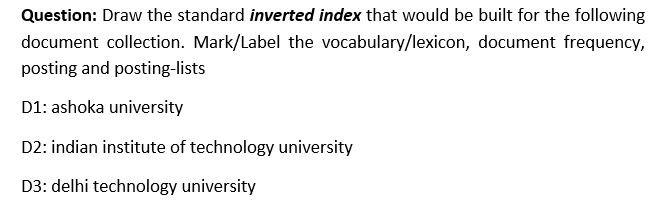 Question: Draw the standard inverted index that would be built for the following
document collection. Mark/Label the vocabulary/lexicon, document frequency,
posting and posting-lists
D1: ashoka university
D2: indian institute of technology university
D3: delhi technology university